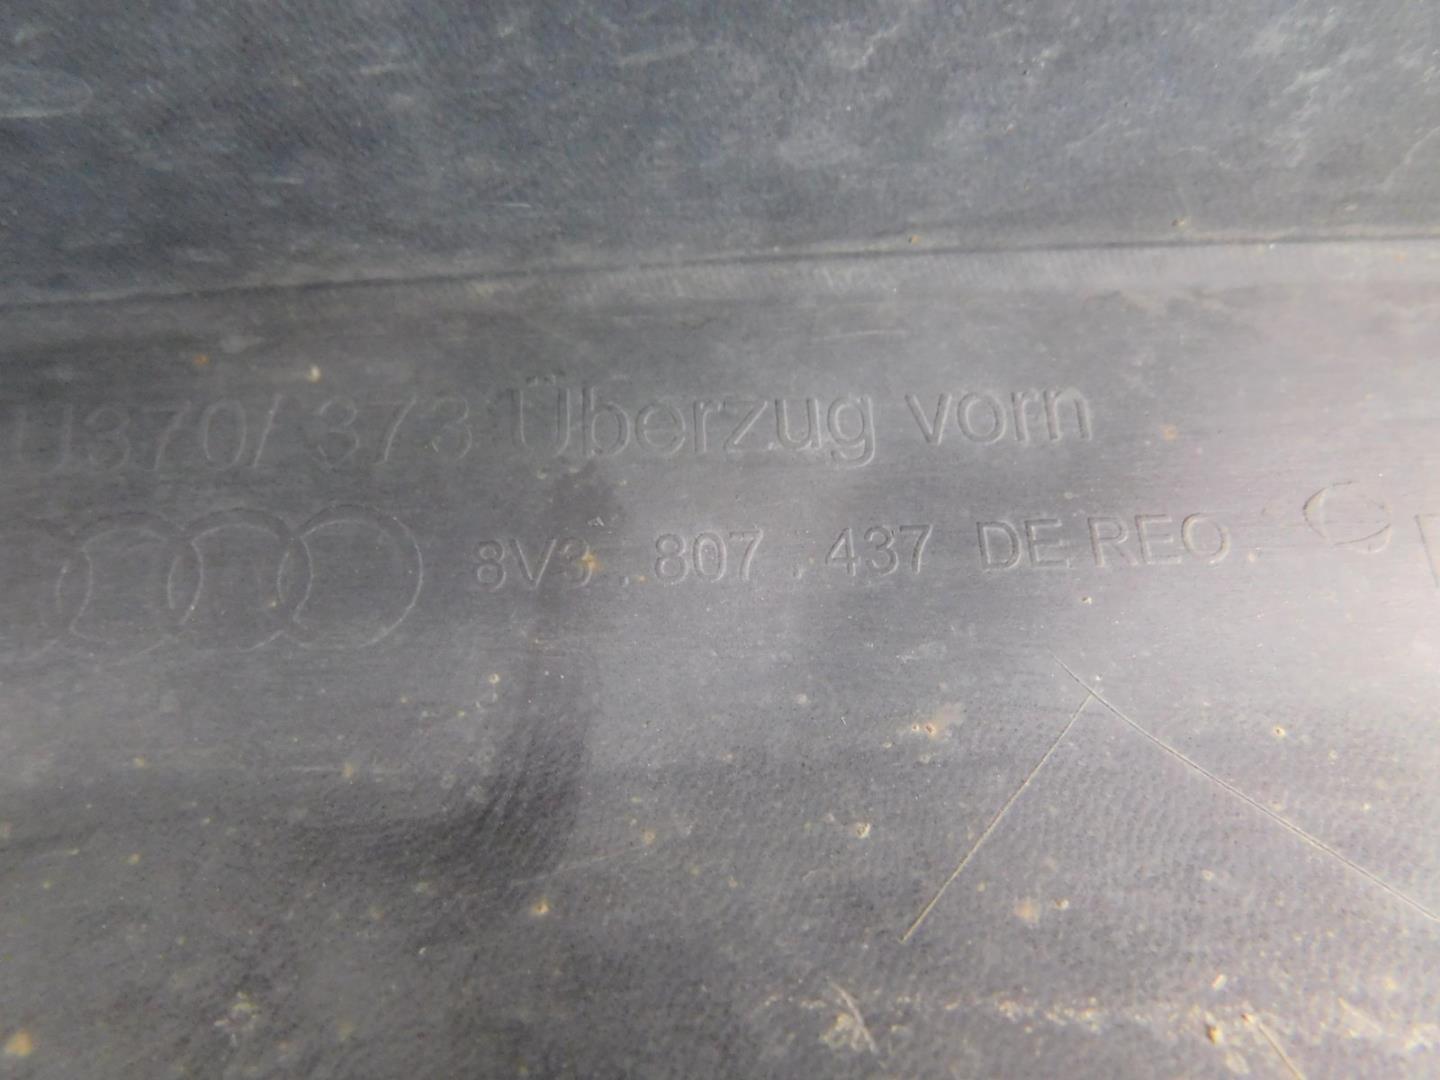 U370/ 373 Überzug vorn
8V3 . 807 . 437 DE REO